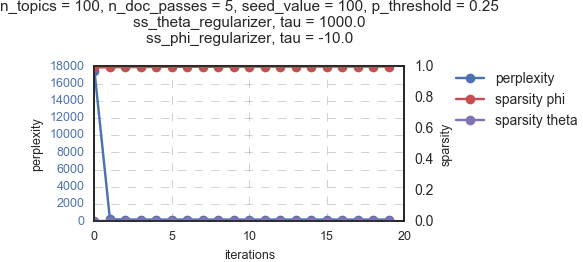 n_topics = 100, n_doc_passes = 5, seed_value = 100, p_threshold = 0.25
ss_theta_regularizer, tau = 1000.0
ss_phi_regularizer, tau = -10.0
18000
16000
14000
12000
10000
8000
6000
4000
2000
0
perplexity
1.0
0.8
0.6
0.4
0.2
0.0
sparsity
0 5 10 15 20
iterations
perplexity
sparsity phi
sparsity theta